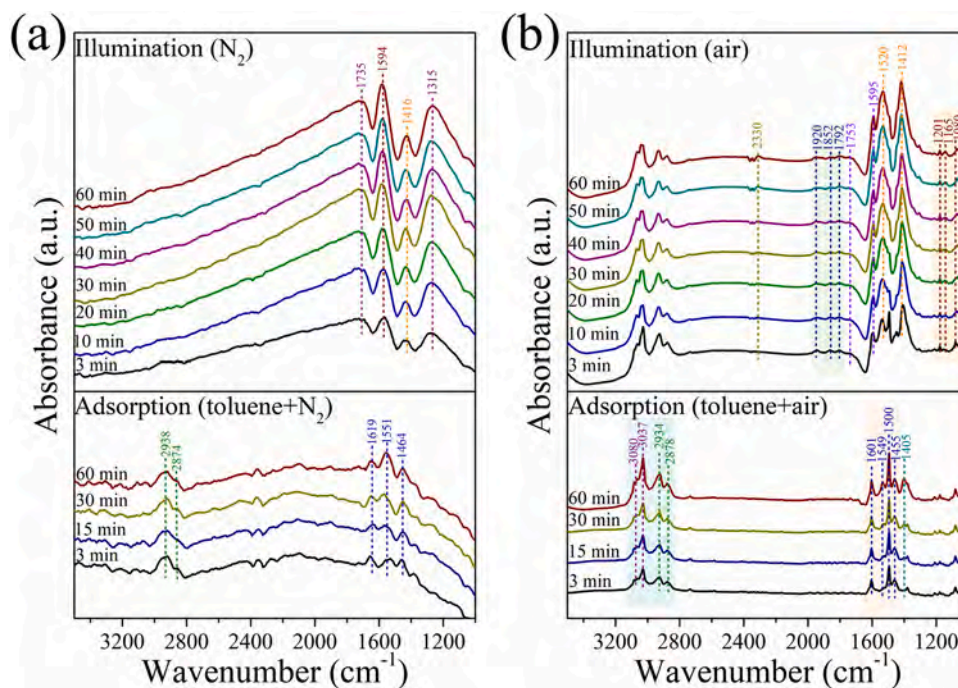 (a)
Illumination (N2)
1735
1594
1416
1315
60 min
50 min
40 min
30 min
20 min
10 min
3 min
Adsorption (toluene+N2)
2938
2874
1619
1551
1464
60 min
30 min
15 min
3 min
Absorbance (a.u.)
3200 2800 2400 2000 1600 1200
Wavenumber (cm-1)
(b)
Illumination (air)
2330
1920
1852
1792
1753
1595
1520
1412
1201
1165
60 min
50 min
40 min
30 min
20 min
10 min
3 min
Adsorption (toluene+air)
3080
3037
2934
2878
1601
1549
1500
1455
1405
60 min
30 min
15 min
3 min
Absorbance (a.u.)
3200 2800 2400 2000 1600 1200
Wavenumber (cm-1)